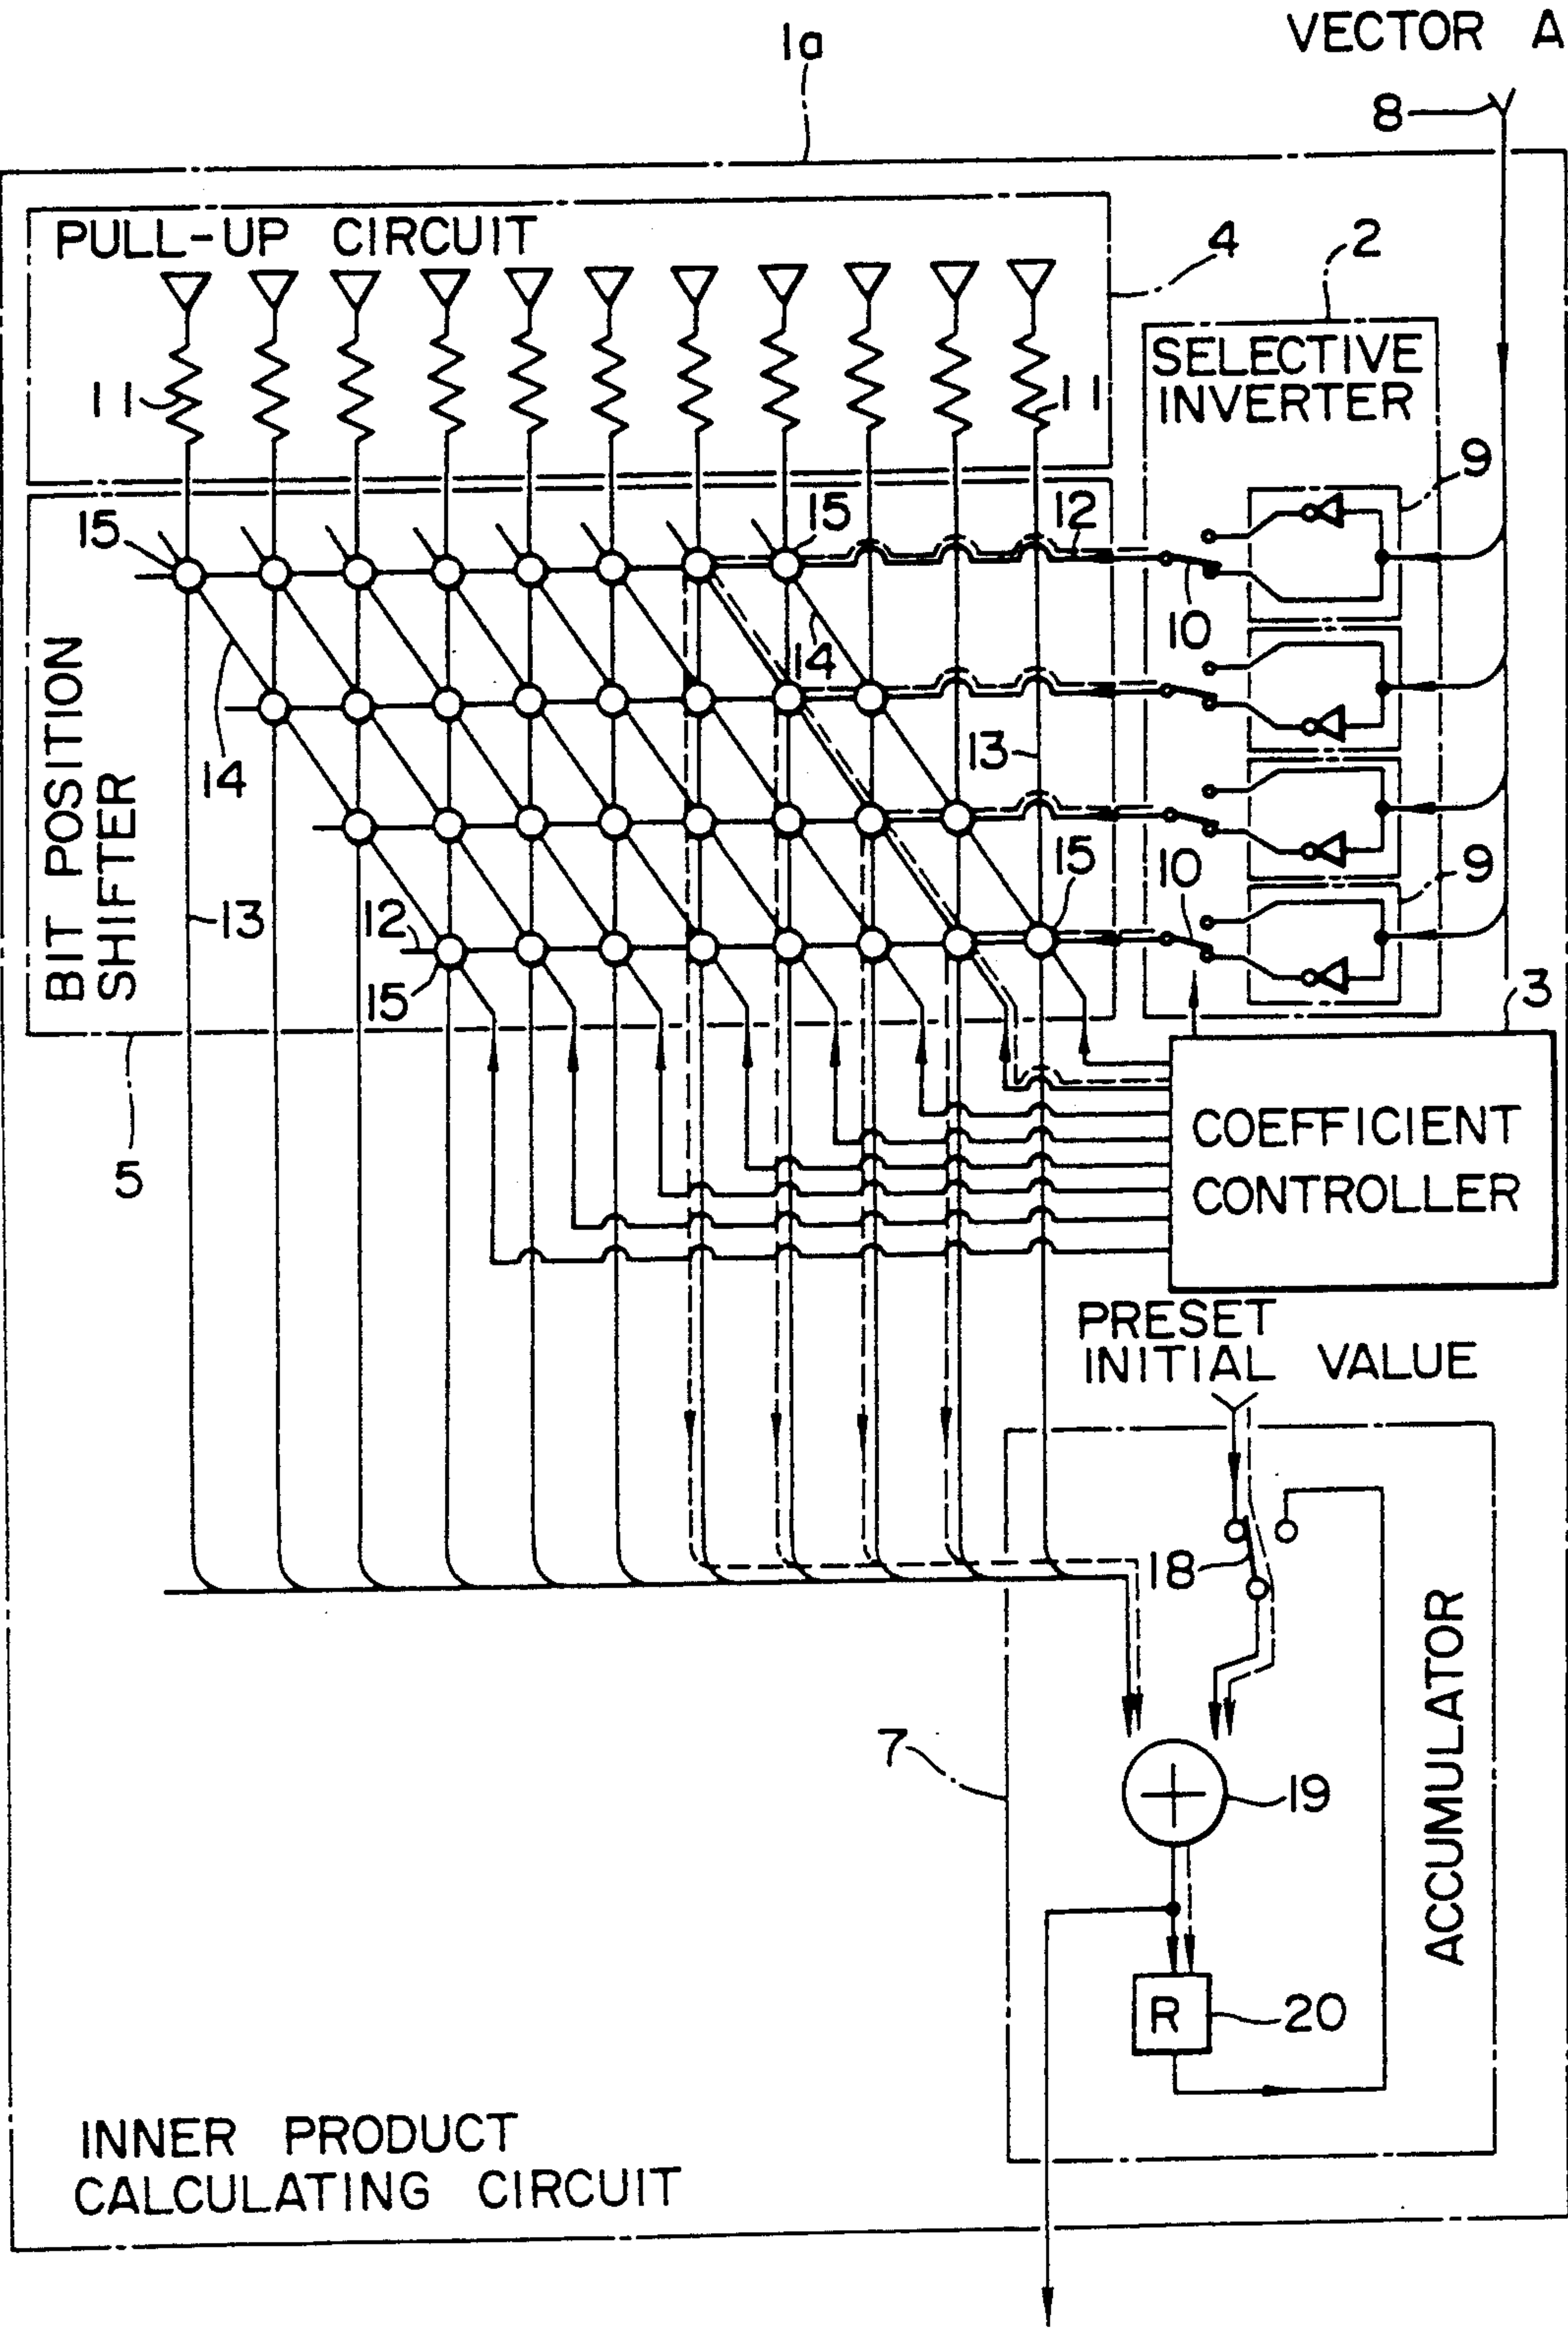 VECTOR A
1a
8
PULL-UP CIRCUIT
4
2
SELECTIVE
INVERTER
11
11
9
15
15
12
10
14
14
13
BIT POSITION
SHIFTER
13
12
15
15
10
9
3
5
COEFFICIENT
CONTROLLER
PRESET
INITIAL VALUE
18
7
19
ACCUMULATOR
R
20
INNER PRODUCT
CALCULATING CIRCUIT